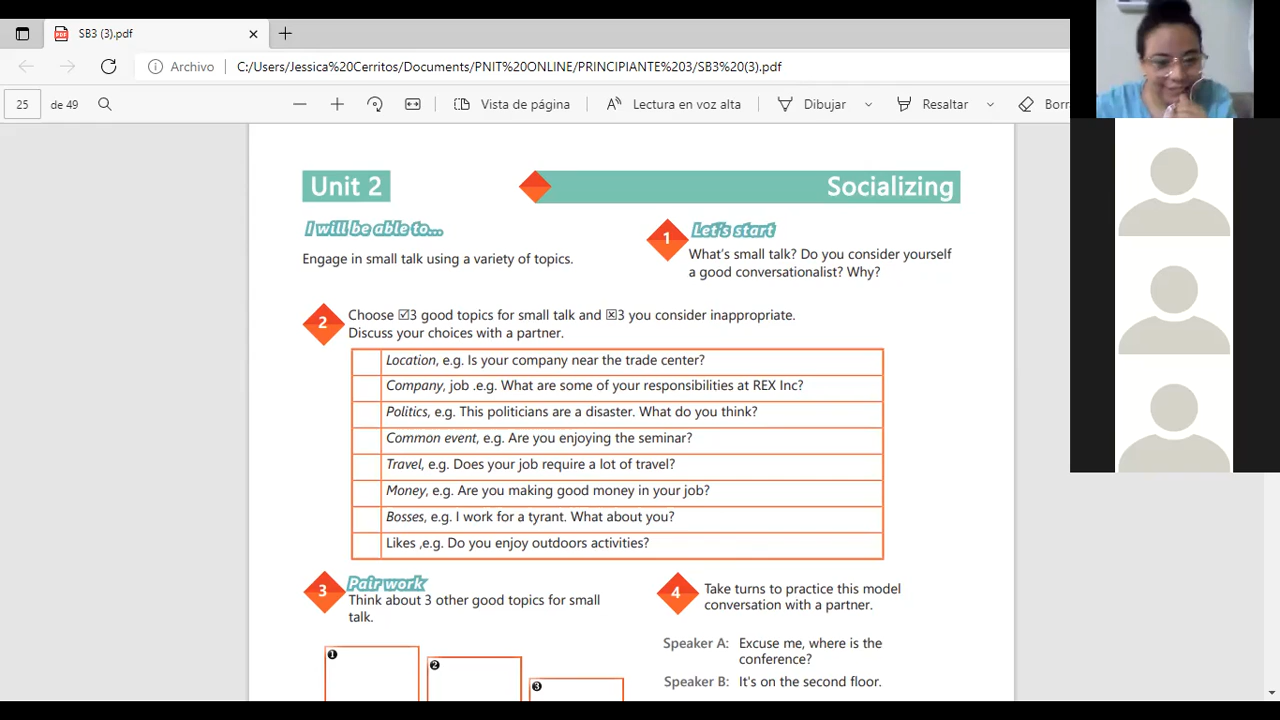 SB3 (3).pdf
Archivo
C:/Users/Jessica%20Cerritos/Documents/PNIT%20ONLINE/PRINCIPIANTE%203/SB3%20(3).pdf
25 de 49
Vista de página
Lectura en voz alta
Dibujar
Resaltar
Borr
Unit 2
Socializing
I will be able to...
Engage in small talk using a variety of topics.
1 Let's start
What's small talk? Do you consider yourself
a good conversationalist? Why?
2 Choose ☑3 good topics for small talk and ☒3 you consider inappropriate.
Discuss your choices with a partner.
Location, e.g. Is your company near the trade center?
Company, job .e.g. What are some of your responsibilities at REX Inc?
Politics, e.g. This politicians are a disaster. What do you think?
Common event, e.g. Are you enjoying the seminar?
Travel, e.g. Does your job require a lot of travel?
Money, e.g. Are you making good money in your job?
Bosses, e.g. I work for a tyrant. What about you?
Likes ,e.g. Do you enjoy outdoors activities?
3 Pair work
Think about 3 other good topics for small
talk.
❶
❷
❸
4 Take turns to practice this model
conversation with a partner.
Speaker A: Excuse me, where is the
conference?
Speaker B: It's on the second floor.